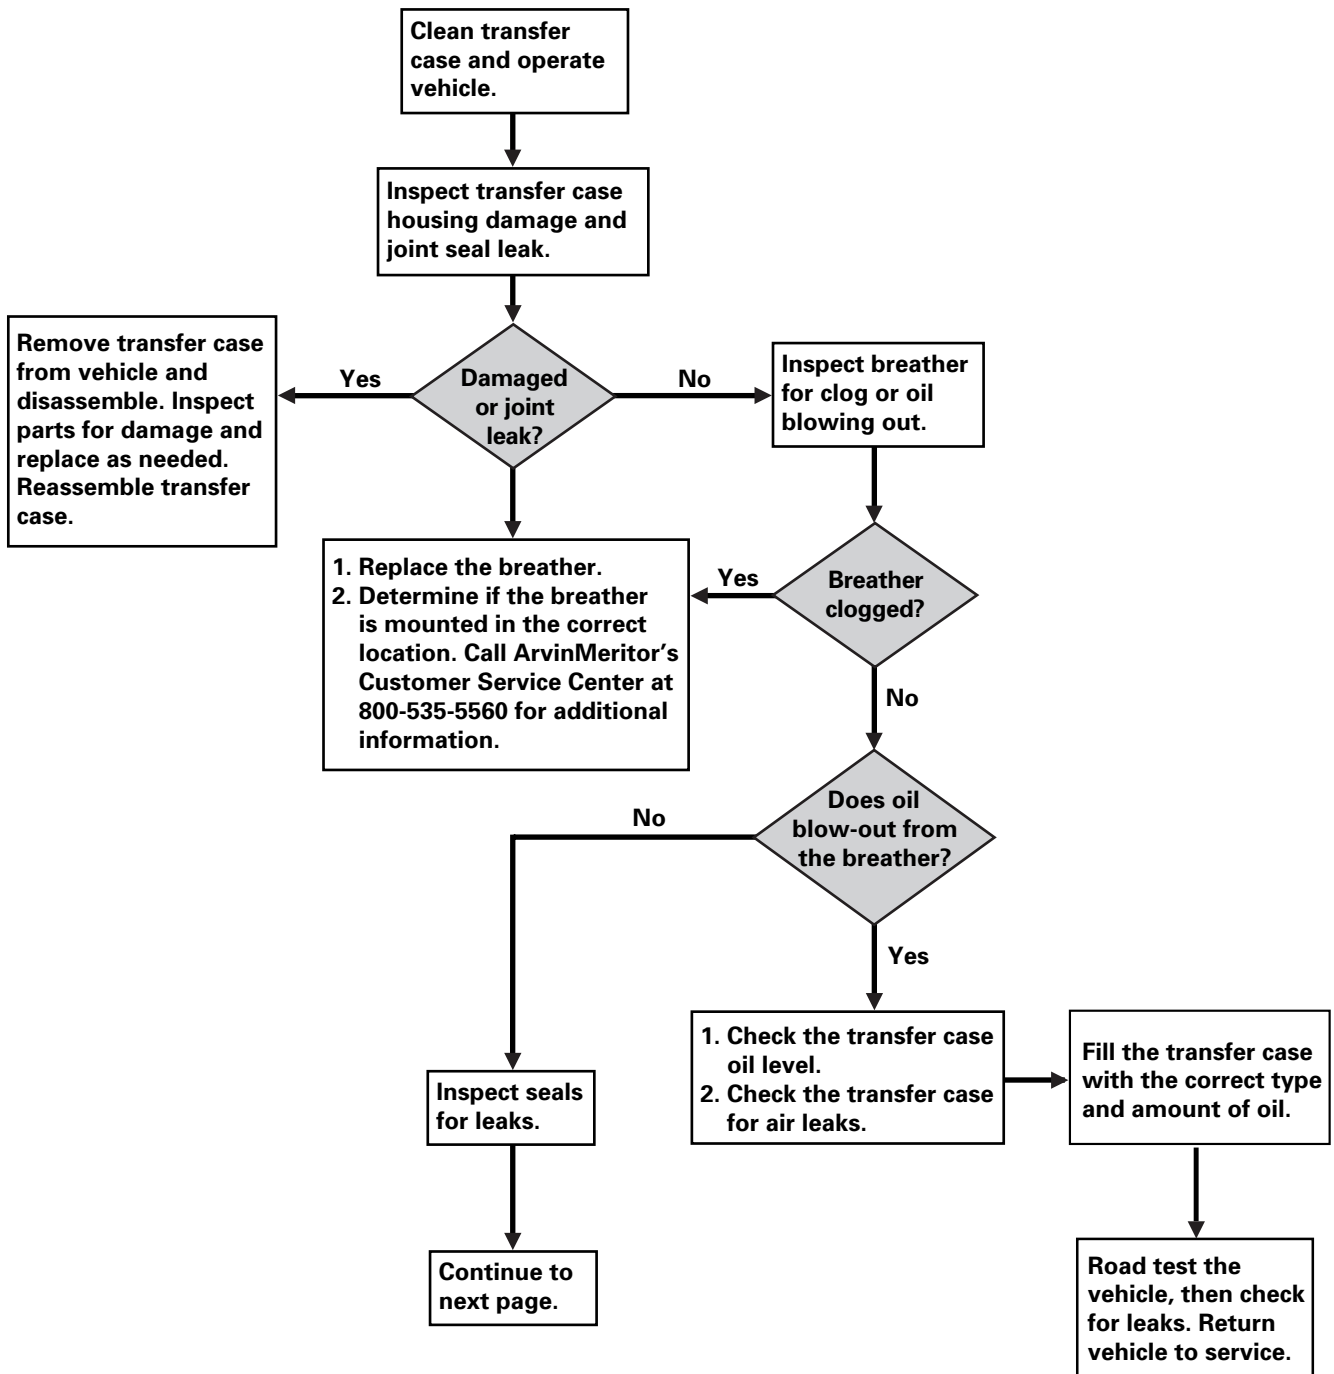 Clean transfer
case and operate
vehicle.
Inspect transfer case
housing damage and
joint seal leak.
Remove transfer case
from vehicle and
disassemble. Inspect
parts for damage and
replace as needed.
Reassemble transfer
case.
Yes
Damaged
or joint
leak?
No
Inspect breather
for clog or oil
blowing out.
1. Replace the breather.
2. Determine if the breather
is mounted in the correct
location. Call ArvinMeritor's
Customer Service Center at
800-535-5560 for additional
information.
Yes
Breather
clogged?
No
Does oil
blow-out from
the breather?
No
Yes
Inspect seals
for leaks.
1. Check the transfer case
oil level.
2. Check the transfer case
for air leaks.
Fill the transfer case
with the correct type
and amount of oil.
Continue to
next page.
Road test the
vehicle, then check
for leaks. Return
vehicle to service.